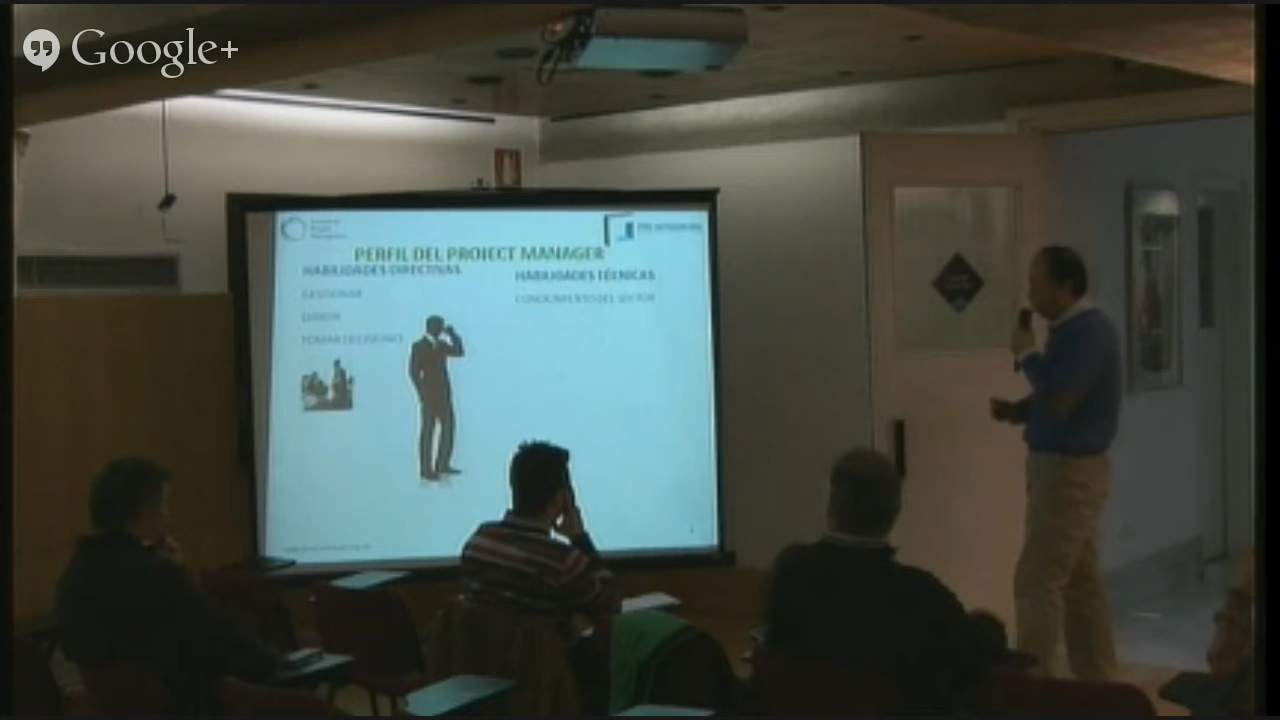 Google+
PERFIL DEL PROJECT MANAGER
HABILIDADES DIRECTIVAS
HABILIDADES TÉCNICAS
GESTIONAR
CONOCIMIENTO DEL SECTOR
DIRIGIR
TOMAR DECISIONES